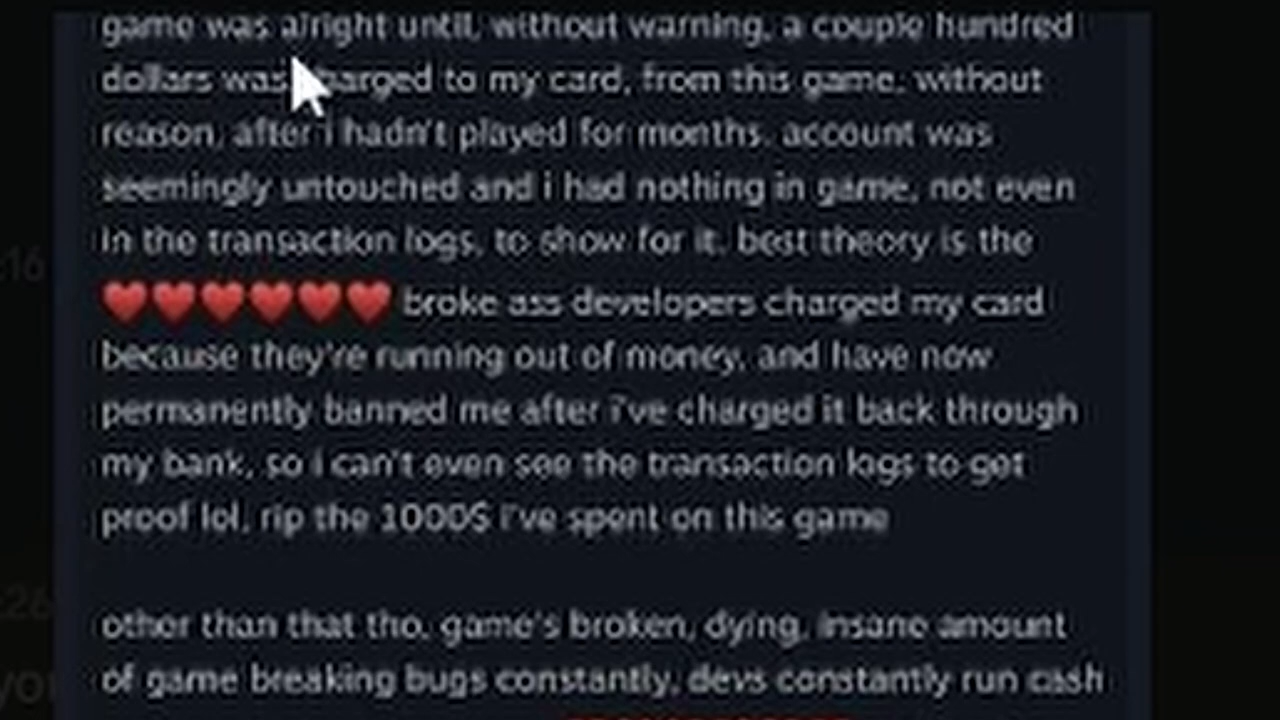 game was alright until, without warning, a couple hundred
dollars was charged to my card, from this game, without
reason, after i hadn't played for months. account was
seemingly untouched and i had nothing in game, not even
in the transaction logs, to show for it. best theory is the
♥♥♥♥♥♥ broke ass developers charged my card
because they're running out of money, and have now
permanently banned me after i've charged it back through
my bank, so i can't even see the transaction logs to get
proof lol, rip the 1000$ i've spent on this game
other than that tho, game's broken, dying, insane amount
of game breaking bugs constantly, devs constantly run cash